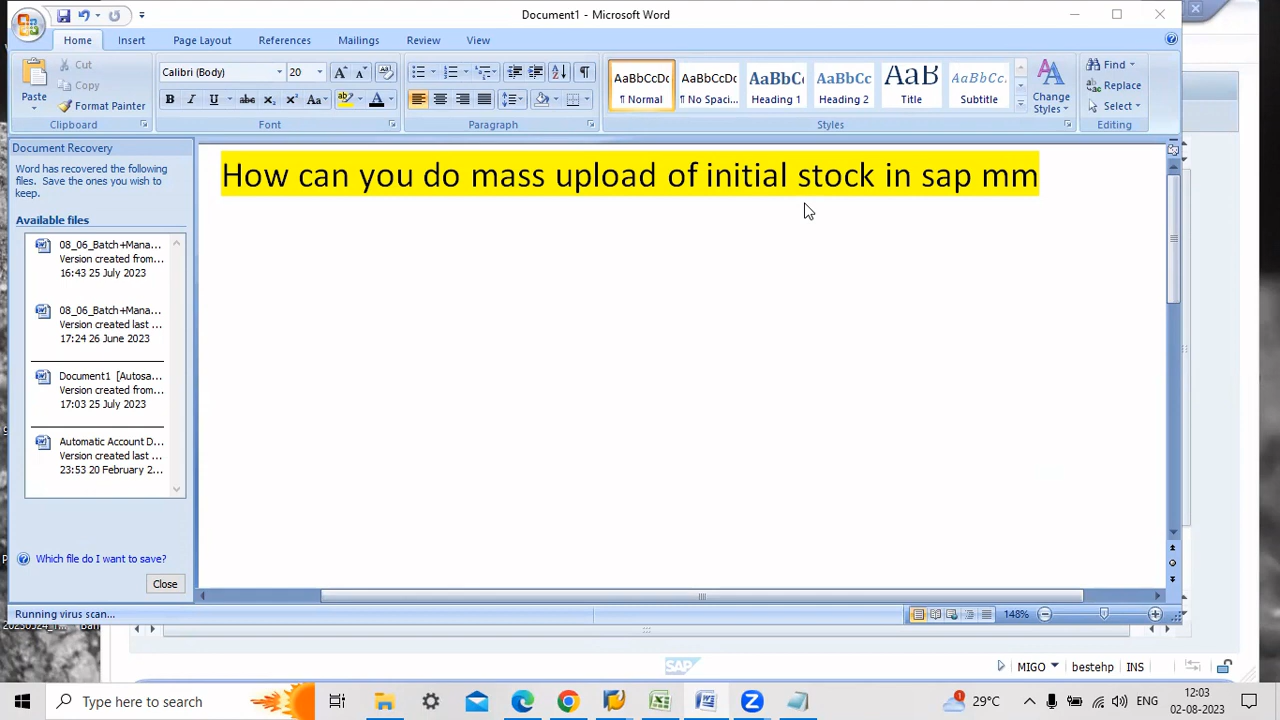 Document1 - Microsoft Word
Home Insert Page Layout References Mailings Review View
Paste
Cut
Copy
Format Painter
Clipboard
Calibri (Body) 20
Font
Paragraph
AaBbCcDc AaBbCcDc AaBbC AaBbCc AaB AaBbCc.
¶ Normal ¶ No Spaci... Heading 1 Heading 2 Title Subtitle
Change Styles
Styles
Find
Replace
Select
Editing
Document Recovery
Word has recovered the following
files. Save the ones you wish to
keep.
Available files
08_06_Batch+Mana...
Version created from...
16:43 25 July 2023
08_06_Batch+Mana...
Version created last ...
17:24 26 June 2023
Document1 [Autosa...
Version created from...
17:03 25 July 2023
Automatic Account D...
Version created last ...
23:53 20 February 2...
Which file do I want to save?
Close
How can you do mass upload of initial stock in sap mm
Running virus scan...
148%
SAP
MIGO bestehp INS
Type here to search
29°C
ENG
12:03
02-08-2023